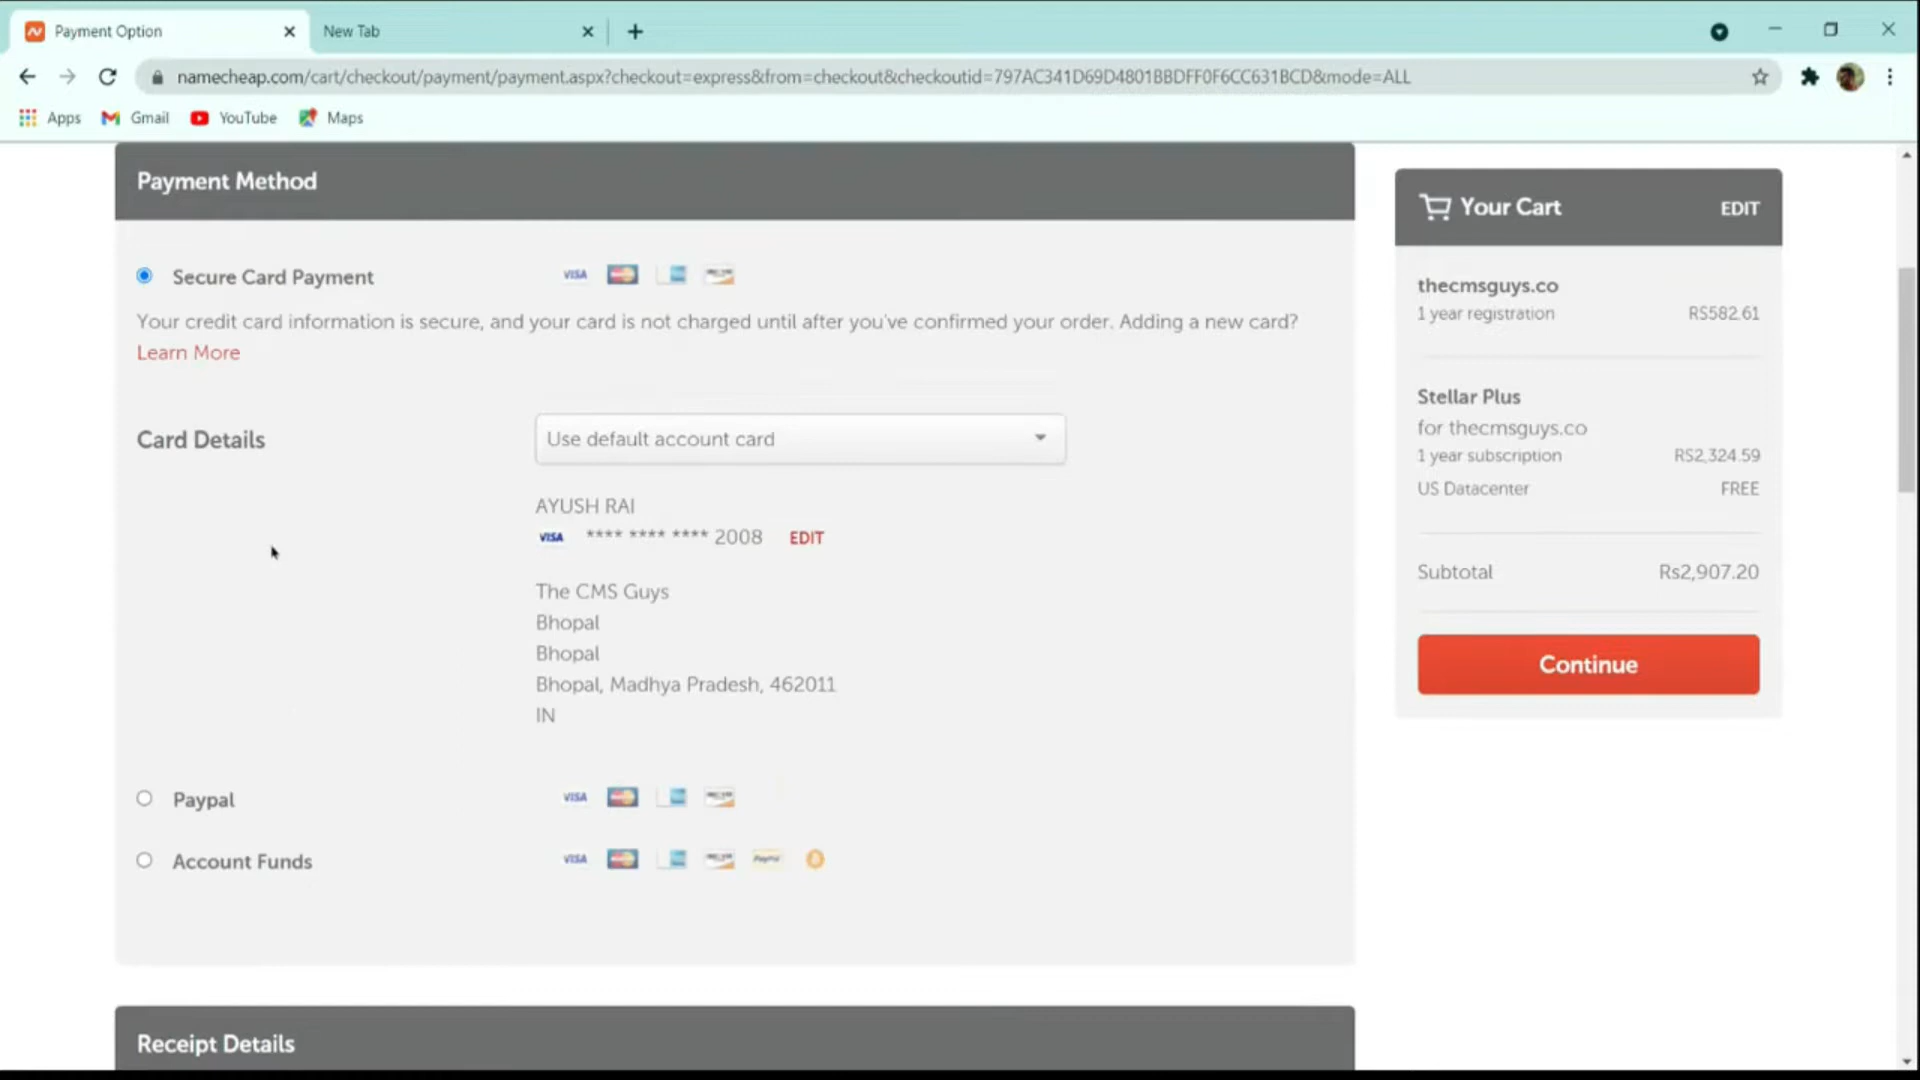 Payment Option
New Tab
namecheap.com/cart/checkout/payment/payment.aspx?checkout=express&from=checkout&checkoutid=797AC341D69D4801BBDFF0F6CC631BCD&mode=ALL
Apps
Gmail
YouTube
Maps
Payment Method
Secure Card Payment
VISA
Your credit card information is secure, and your card is not charged until after you've confirmed your order. Adding a new card?
Learn More
Card Details
Use default account card
AYUSH RAI
VISA **** **** **** 2008 EDIT
The CMS Guys
Bhopal
Bhopal
Bhopal, Madhya Pradesh, 462011
IN
Paypal
VISA
Account Funds
VISA
PayPal
Receipt Details
Your Cart EDIT
thecmsguys.co
1 year registration RS582.61
Stellar Plus
for thecmsguys.co
1 year subscription RS2,324.59
US Datacenter FREE
Subtotal Rs2,907.20
Continue